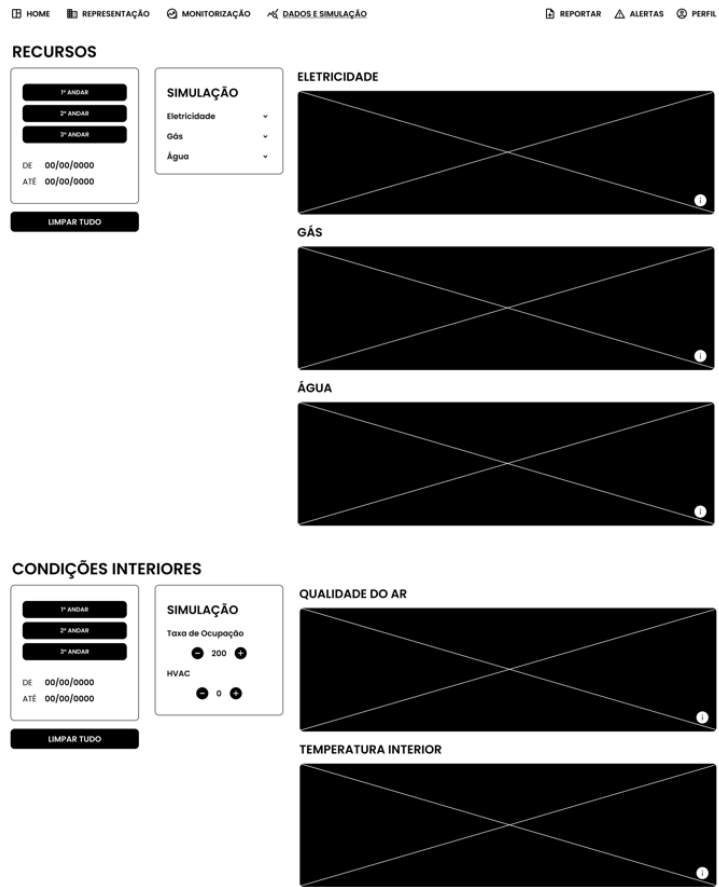 HOME REPRESENTAÇÃO MONITORIZAÇÃO DADOS E SIMULAÇÃO REPORTAR ALERTAS PERFIL
RECURSOS
1º ANDAR
2º ANDAR
3º ANDAR
DE 00/00/0000
ATÉ 00/00/0000
LIMPAR TUDO
SIMULAÇÃO
Eletricidade
Gás
Água
ELETRICIDADE
i
GÁS
i
ÁGUA
i
CONDIÇÕES INTERIORES
1º ANDAR
2º ANDAR
3º ANDAR
DE 00/00/0000
ATÉ 00/00/0000
LIMPAR TUDO
SIMULAÇÃO
Taxa de Ocupação
− 200 +
HVAC
− 0 +
QUALIDADE DO AR
i
TEMPERATURA INTERIOR
i